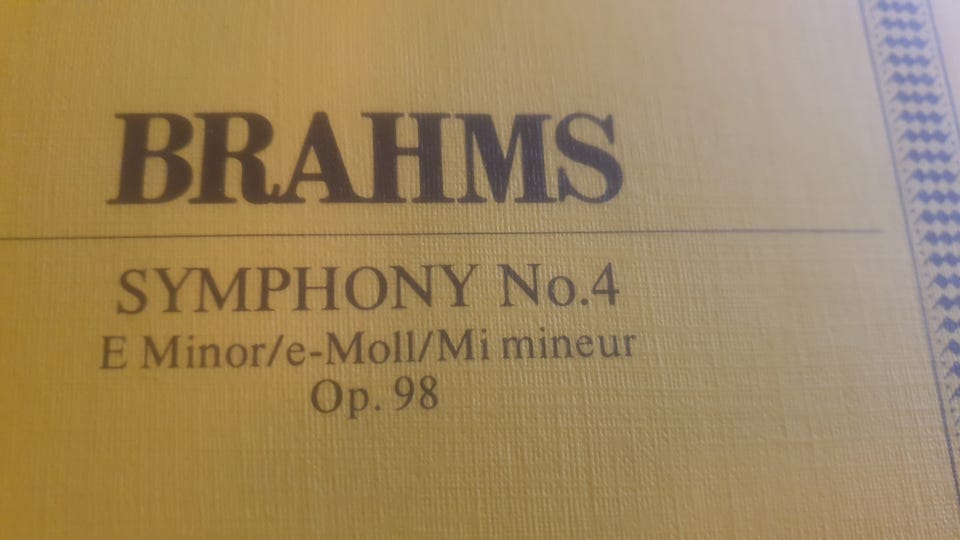 BRAHMS
SYMPHONY No.4
E Minor/e-Moll/Mi mineur
Op. 98